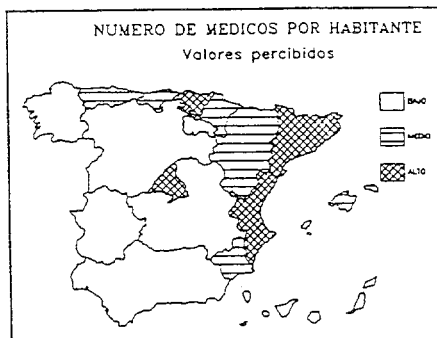 NUMERO DE MEDICOS POR HABITANTE
Valores percibidos
BAJO
MEDIO
ALTO